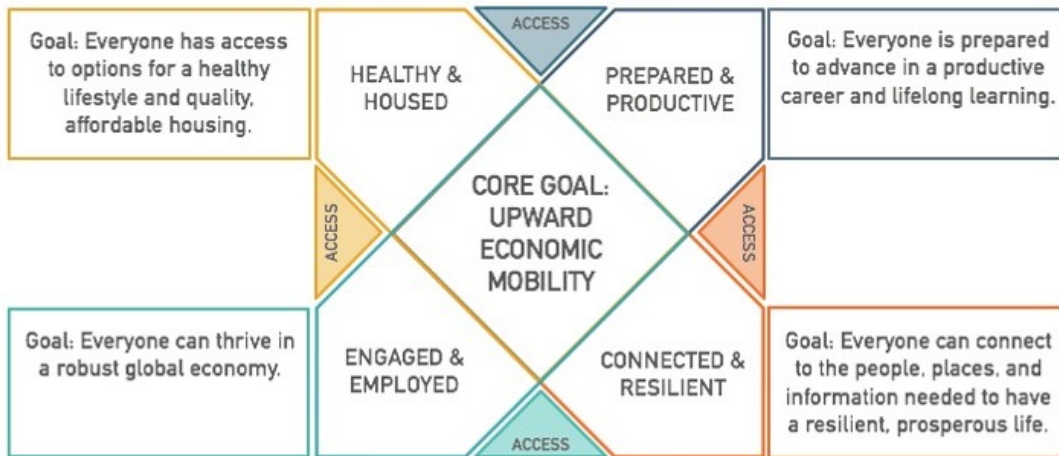 Goal: Everyone has access
to options for a healthy
lifestyle and quality,
affordable housing.
HEALTHY &
HOUSED
ACCESS
PREPARED &
PRODUCTIVE
Goal: Everyone is prepared
to advance in a productive
career and lifelong learning.
ACCESS
CORE GOAL:
UPWARD
ECONOMIC
MOBILITY
ACCESS
Goal: Everyone can thrive in
a robust global economy.
ENGAGED &
EMPLOYED
ACCESS
CONNECTED &
RESILIENT
Goal: Everyone can connect
to the people, places, and
information needed to have
a resilient, prosperous life.